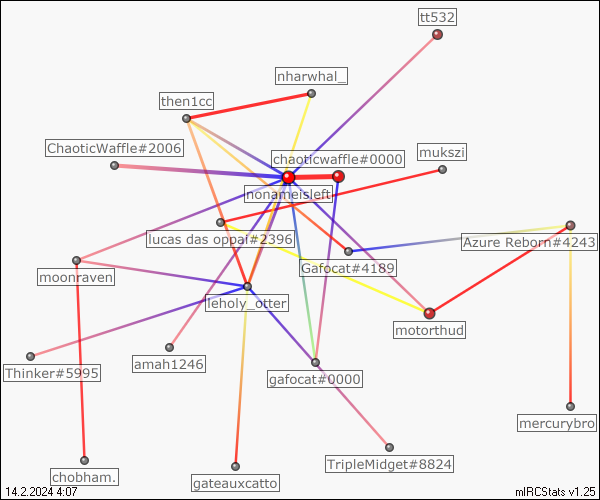 tt532
nharwhal_
then1cc
ChaoticWaffle#2006
chaoticwaffle#0000
mukszi
nonameisleft
lucas das oppai#2396
Azure Reborn#4243
Gafocat#4189
moonraven
leholy_otter
motorthud
Thinker#5995
amah1246
gafocat#0000
mercurybro
TripleMidget#8824
chobham.
gateauxcatto
14.2.2024 4:07
mIRCStats v1.25